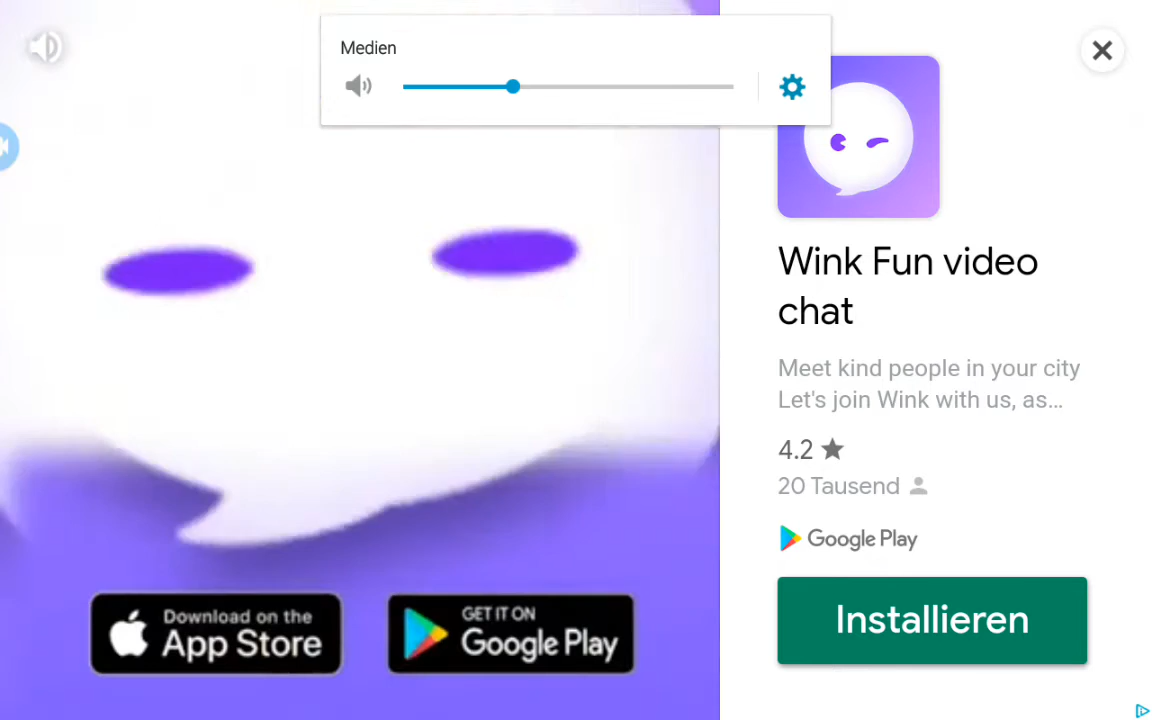 Medien
Wink Fun video
chat
Meet kind people in your city
Let's join Wink with us, as...
4.2
20 Tausend
Google Play
Installieren
Download on the
App Store
GET IT ON
Google Play